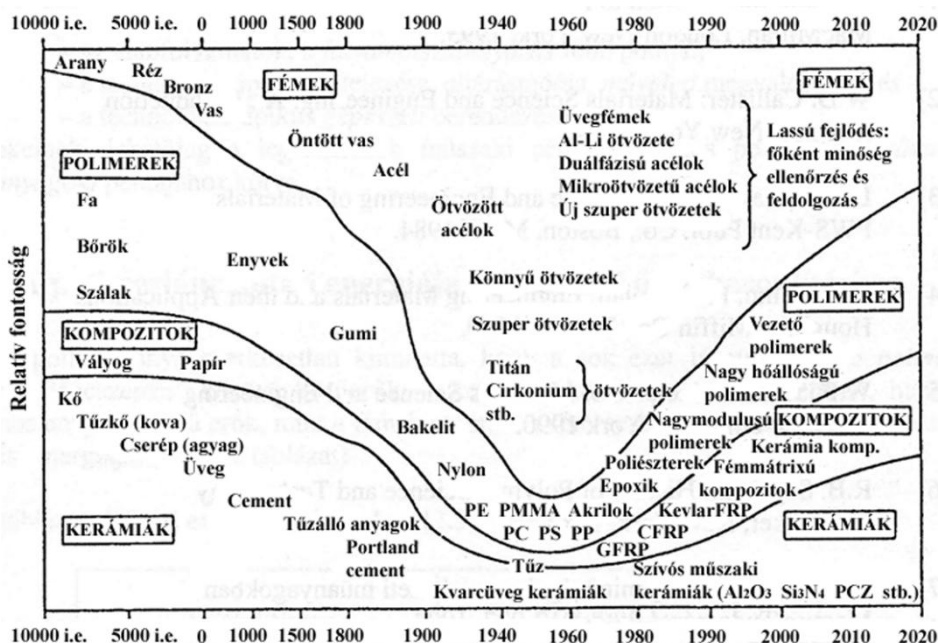 10000 i.e. 5000 i.e. 0 1000 1500 1800 1900 1940 1960 1980 1990 2000 2010 2020
Relatív fontosság
Arany
Réz
Bronz
Vas
FÉMEK
Öntött vas
Acél
Ötvözött
acélok
Üvegfémek
Al-Li ötvözete
Duálfázisú acélok
Mikroötvözetű acélok
Új szuper ötvözetek
FÉMEK
Lassú fejlődés:
főként minőség
ellenőrzés és
feldolgozás
Könnyű ötvözetek
Szuper ötvözetek
Titán
Cirkonium
stb.
ötvözetek
POLIMEREK
Fa
Bőrök
Szálak
Enyvek
Gumi
Bakelit
Nylon
PE PMMA Akrilok
PC PS PP
Epoxik
Poliészterek
POLIMEREK
Vezető
polimerek
Nagy hőállóságú
polimerek
Nagymodulusú
polimerek
KOMPOZITOK
Vályog
Papír
KOMPOZITOK
Kerámia komp.
Fémmátrixú
kompozitok
KevlarFRP
CFRP
GFRP
Kő
Tűzkő (kova)
Cserép (agyag)
Üveg
Cement
Tűzálló anyagok
Portland
cement
KERÁMIÁK
Tűz
Kvarcüveg kerámiák
KERÁMIÁK
Szívós műszaki
kerámiák (Al2O3 Si3N4 PCZ stb.)
10000 i.e. 5000 i.e. 0 1000 1500 1800 1900 1940 1960 1980 1990 2000 2010 2020